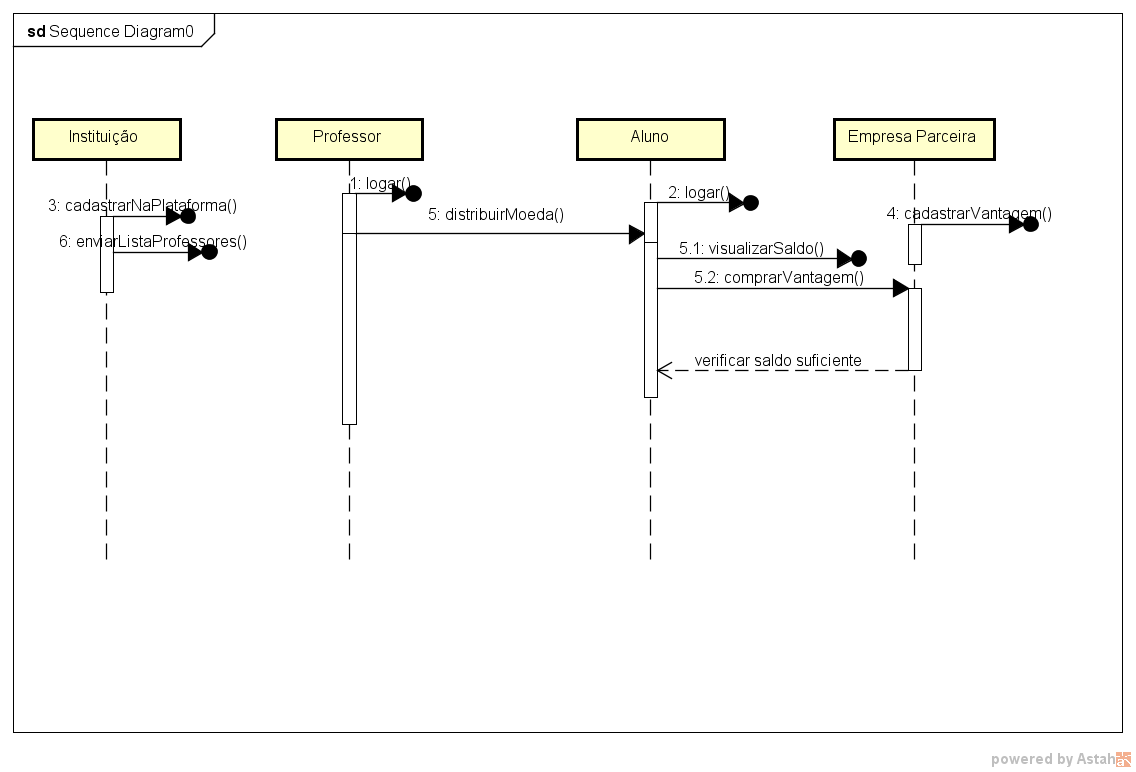 sd Sequence Diagram0
Instituição
Professor
Aluno
Empresa Parceira
1: logar()
2: logar()
3: cadastrarNaPlataforma()
4: cadastrarVantagem()
5: distribuirMoeda()
6: enviarListaProfessores()
5.1: visualizarSaldo()
5.2: comprarVantagem()
verificar saldo suficiente
powered by Astah